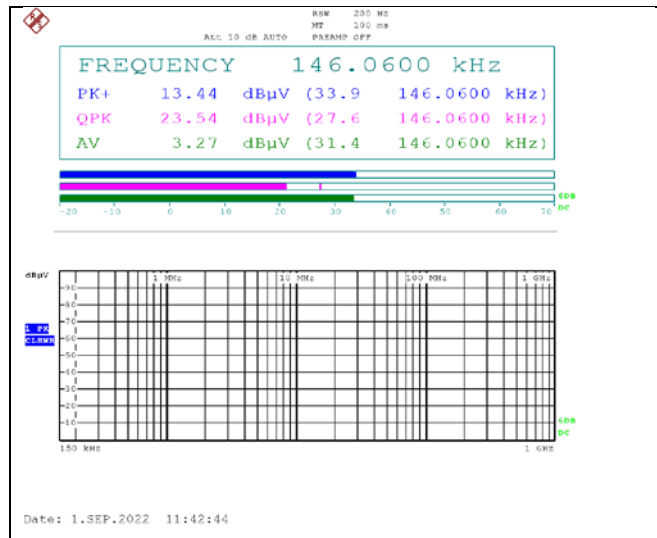 RBW 200 Hz
MT 100 ms
Att 10 dB AUTO PREAMP OFF
FREQUENCY 146.0600 kHz
PK+ 13.44 dBµV (33.9 146.0600 kHz)
QPK 23.54 dBµV (27.6 146.0600 kHz)
AV 3.27 dBµV (31.4 146.0600 kHz)
6DB
-20 -10 0 10 20 30 40 50 60 70 DC
dBµV 1 MHz 10 MHz 100 MHz 1 GHz
90
80
1 PK 70
CLRWR 60
50
40
30
20
10 6DB
DC
150 kHz 1 GHz
Date: 1.SEP.2022 11:42:44